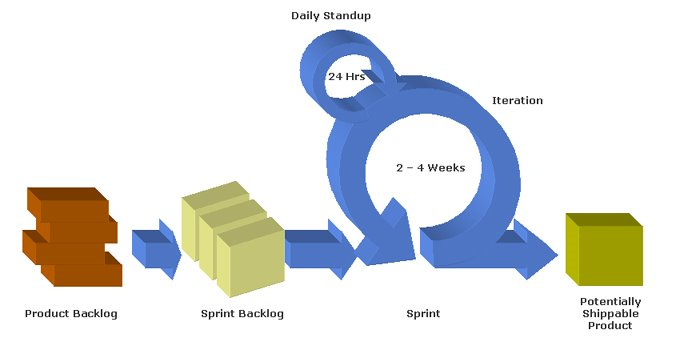 Daily Standup
24 Hrs
Iteration
2 – 4 Weeks
Product Backlog
Sprint Backlog
Sprint
Potentially
Shippable
Product